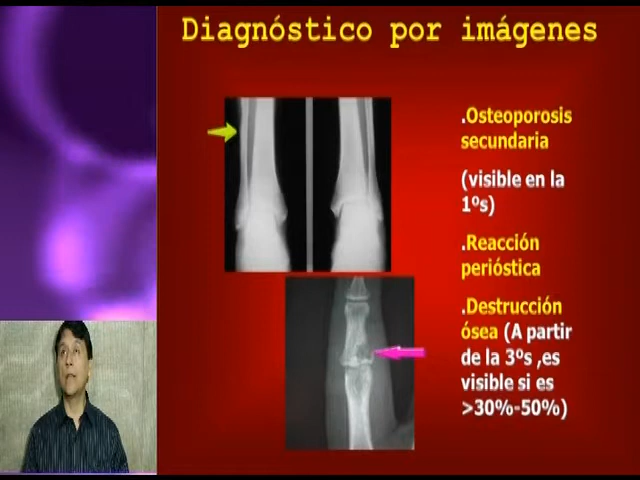 Diagnóstico por imágenes
.Osteoporosis
secundaria
(visible en la
1ºs)
.Reacción
perióstica
.Destrucción
ósea (A partir
de la 3ºs ,es
visible si es
>30%-50%)